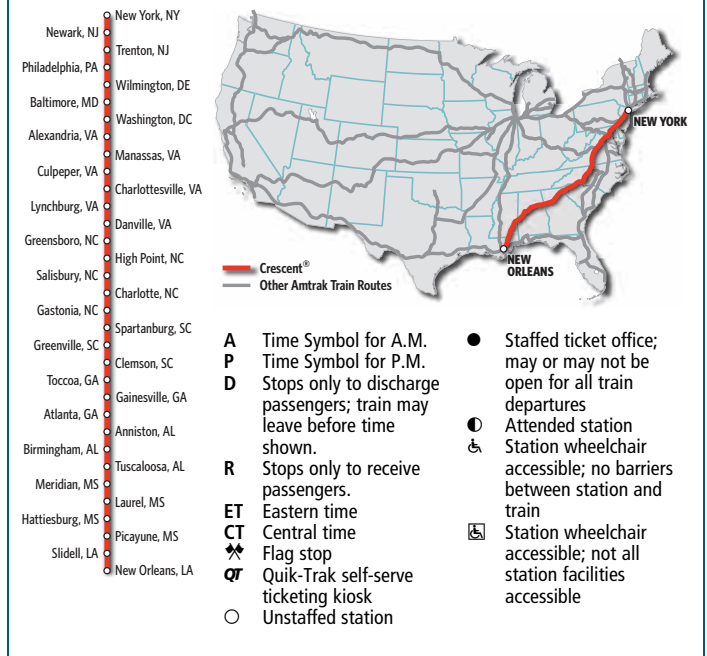 New York, NY
Newark, NJ
Trenton, NJ
Philadelphia, PA
Wilmington, DE
Baltimore, MD
Washington, DC
Alexandria, VA
Manassas, VA
Culpeper, VA
Charlottesville, VA
Lynchburg, VA
Danville, VA
Greensboro, NC
High Point, NC
Salisbury, NC
Charlotte, NC
Gastonia, NC
Spartanburg, SC
Greenville, SC
Clemson, SC
Toccoa, GA
Gainesville, GA
Atlanta, GA
Anniston, AL
Birmingham, AL
Tuscaloosa, AL
Meridian, MS
Laurel, MS
Hattiesburg, MS
Picayune, MS
Slidell, LA
New Orleans, LA
NEW YORK
NEW
ORLEANS
Crescent®
Other Amtrak Train Routes
A Time Symbol for A.M.
P Time Symbol for P.M.
D Stops only to discharge
passengers; train may
leave before time
shown.
R Stops only to receive
passengers.
ET Eastern time
CT Central time
Flag stop
QT Quik-Trak self-serve
ticketing kiosk
○ Unstaffed station
● Staffed ticket office;
may or may not be
open for all train
departures
◐ Attended station
♿ Station wheelchair
accessible; no barriers
between station and
train
♿ Station wheelchair
accessible; not all
station facilities
accessible